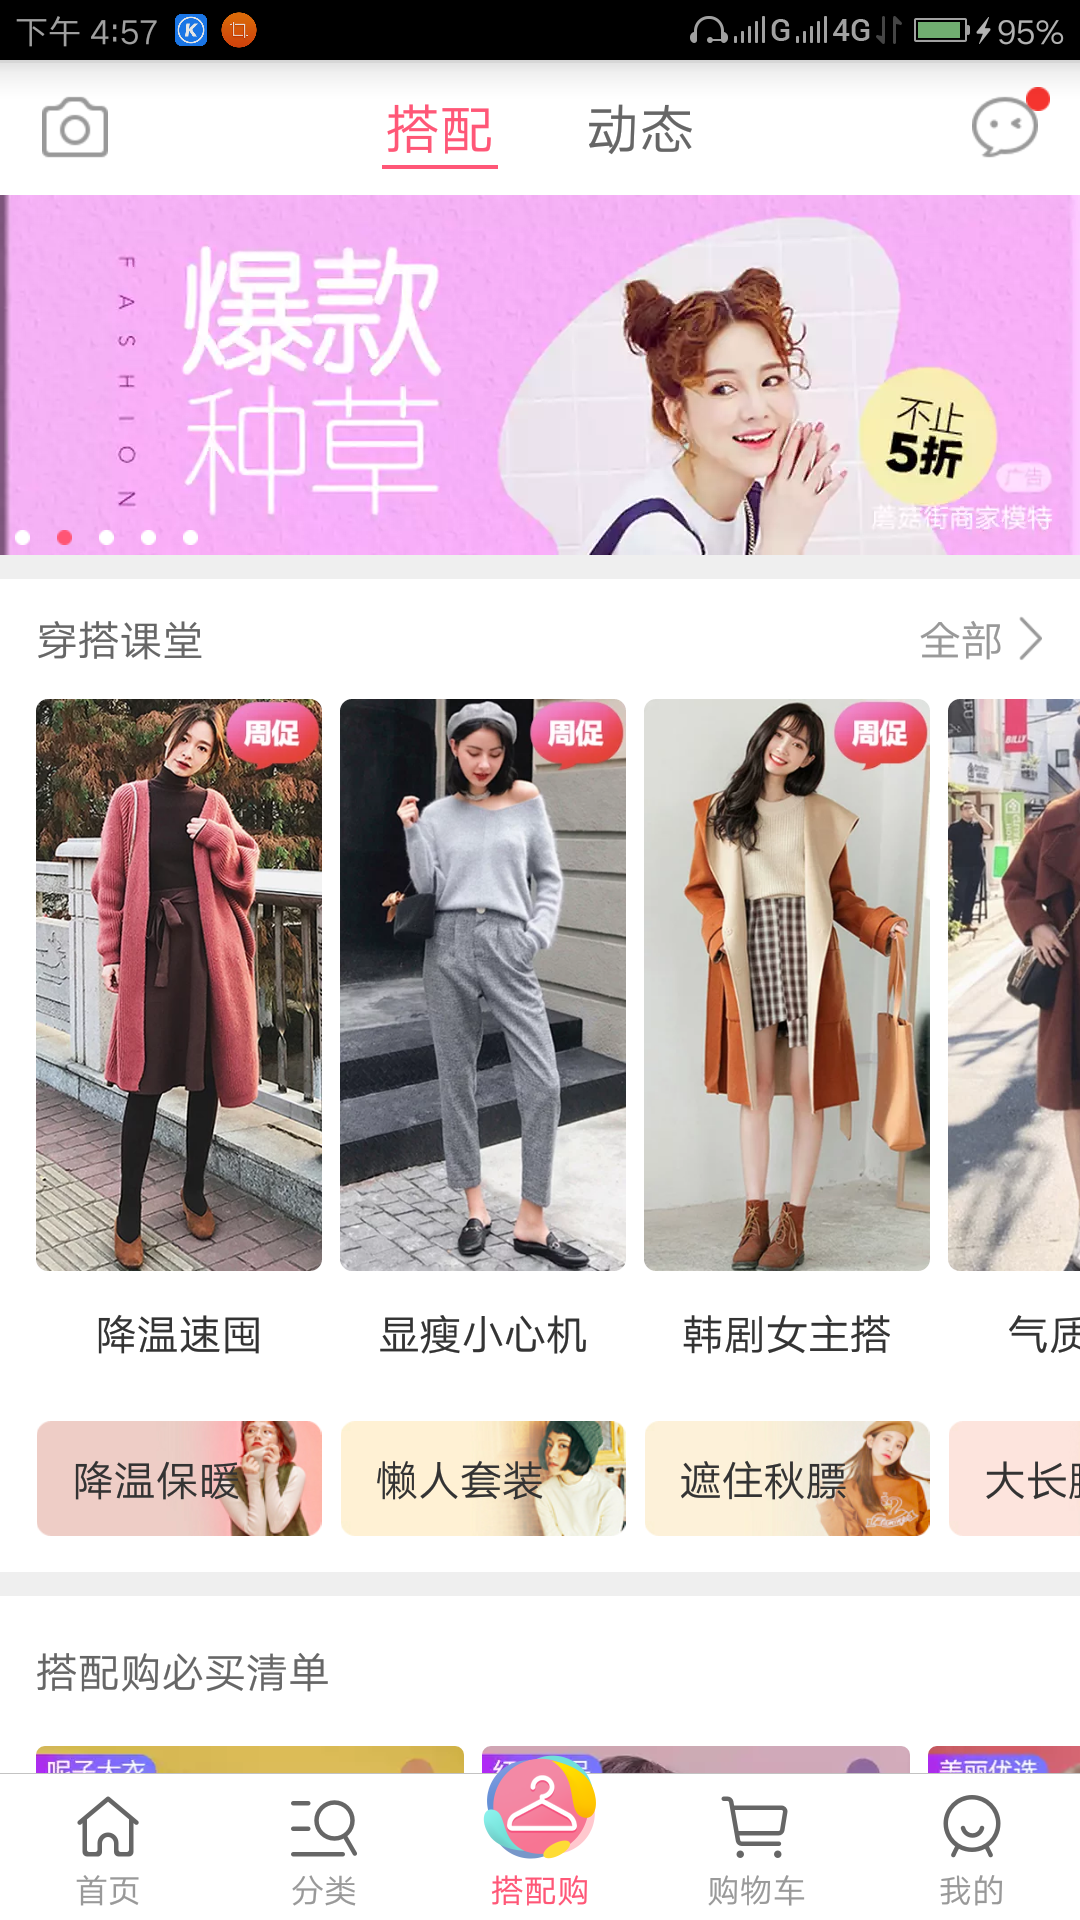 下午 4:57
G 4G 95%
搭配 动态
FASHION
爆款
种草
不止
5折
广告
蘑菇街商家模特
穿搭课堂 全部
周促 周促 周促
降温速囤 显瘦小心机 韩剧女主搭 气质
降温保暖 懒人套装 遮住秋膘 大长腿
搭配购必买清单
呢子大衣 美丽优选
首页 分类 搭配购 购物车 我的